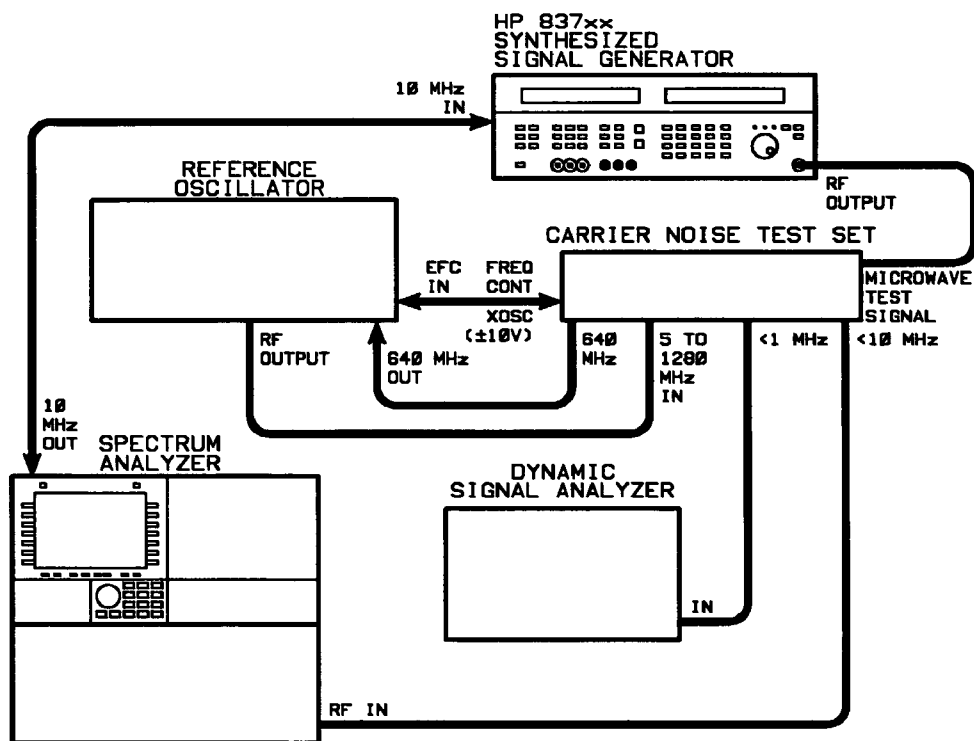 HP 837xx
SYNTHESIZED
SIGNAL GENERATOR
10 MHz
IN
REFERENCE
OSCILLATOR
RF
OUTPUT
CARRIER NOISE TEST SET
EFC
IN
FREQ
CONT
XOSC
(±10V)
MICROWAVE
TEST
SIGNAL
RF
OUTPUT
640 MHz
OUT
640
MHz
5 TO
1280
MHz
IN
<1 MHz
<10 MHz
10
MHz
OUT
SPECTRUM
ANALYZER
DYNAMIC
SIGNAL ANALYZER
IN
RF IN